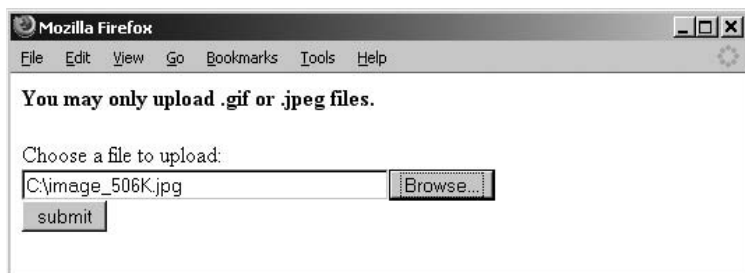 Mozilla Firefox
File Edit View Go Bookmarks Tools Help
You may only upload .gif or .jpeg files.
Choose a file to upload:
C:\image_506K.jpg Browse...
submit